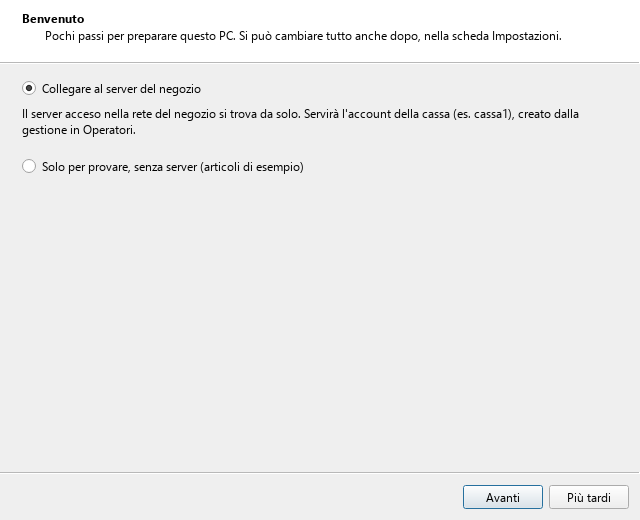 Benvenuto
Pochi passi per preparare questo PC. Si può cambiare tutto anche dopo, nella scheda Impostazioni.
Collegare al server del negozio
Il server acceso nella rete del negozio si trova da solo. Servirà l'account della cassa (es. cassa1), creato dalla
gestione in Operatori.
Solo per provare, senza server (articoli di esempio)
Avanti
Più tardi